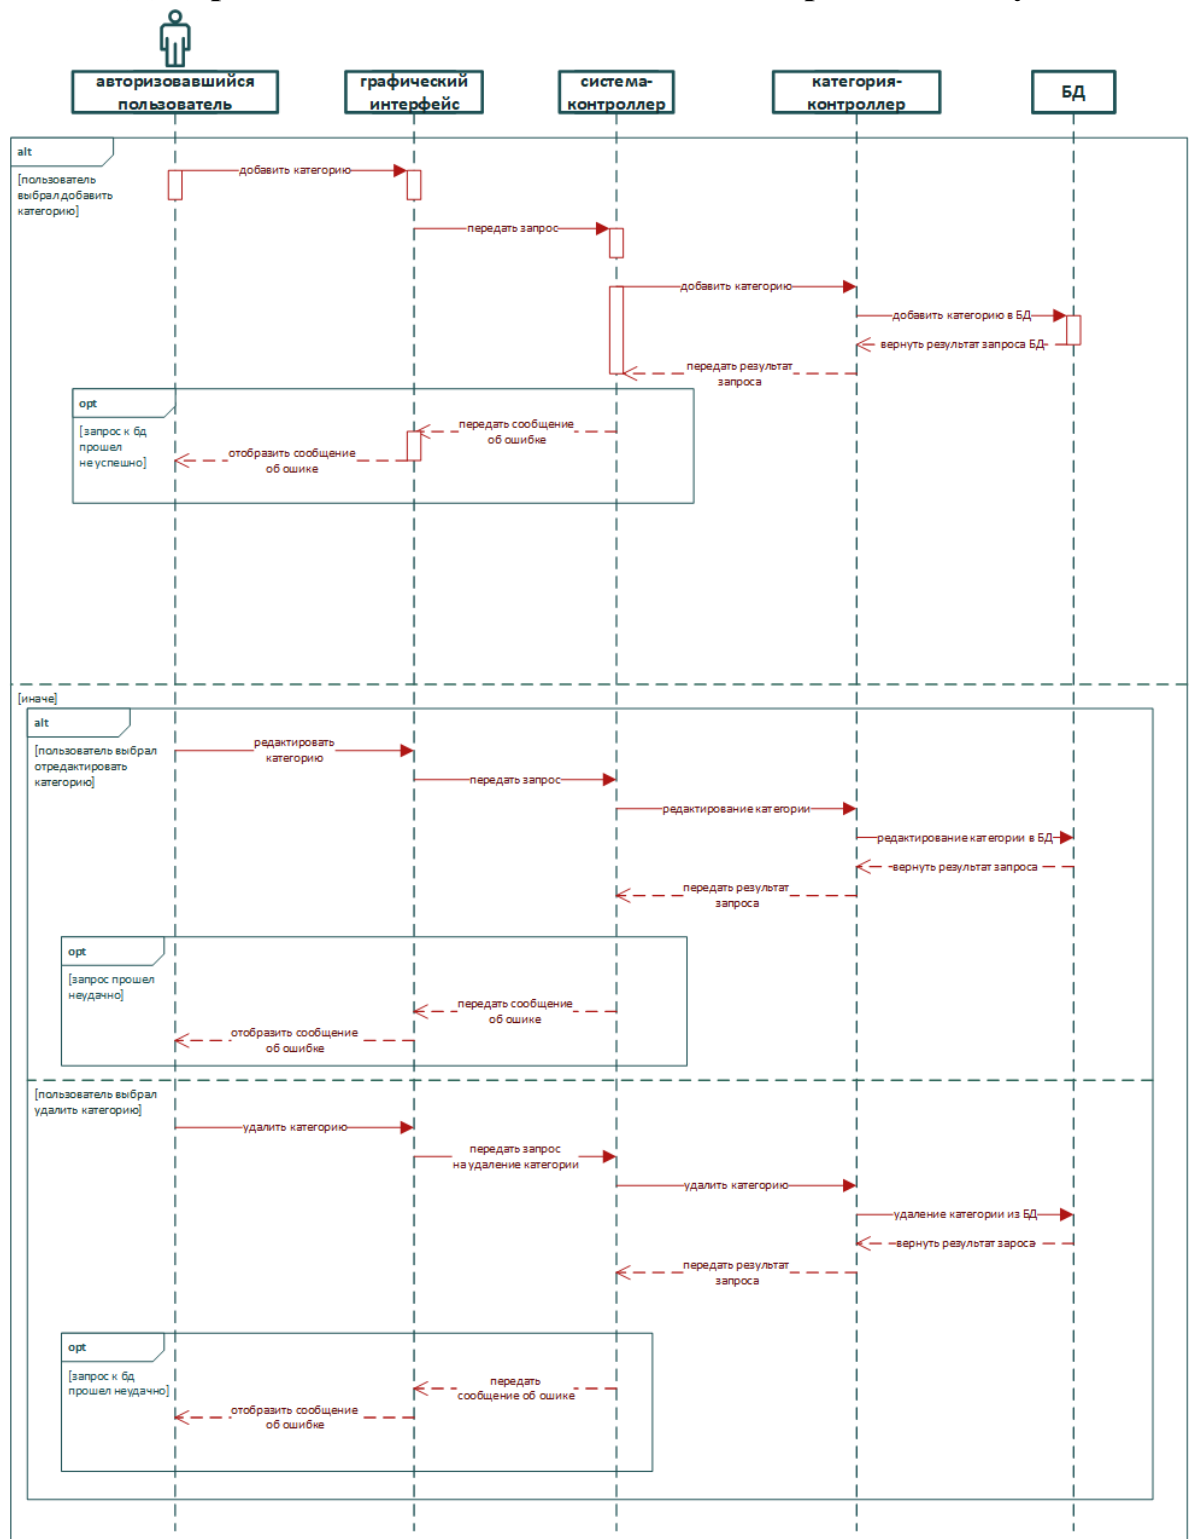 авторизовавшийся
пользователь
графический
интерфейс
система-
контроллер
категория-
контроллер
БД
alt
[пользователь
выбрал добавить
категорию]
добавить категорию
передать запрос
добавить категорию
добавить категорию в БД
вернуть результат запроса БД
передать результат
запроса
opt
[запрос к бд
прошел
неуспешно]
передать сообщение
об ошибке
отобразить сообщение
об ошике
[иначе]
alt
[пользователь выбрал
отредактировать
категорию]
редактировать
категорию
передать запрос
редактирование категории
редактирование категории в БД
вернуть результат запроса
передать результат
запроса
opt
[запрос прошел
неудачно]
передать сообщение
об ошике
отобразить сообщение
об ошибке
[пользователь выбрал
удалить категорию]
удалить категорию
передать запрос
на удаление категории
удалить категорию
удаление категории из БД
вернуть результат зароса
передать результат
запроса
opt
[запрос к бд
прошел неудачно]
передать
сообщение об ошике
отобразить сообщение
об ошибке